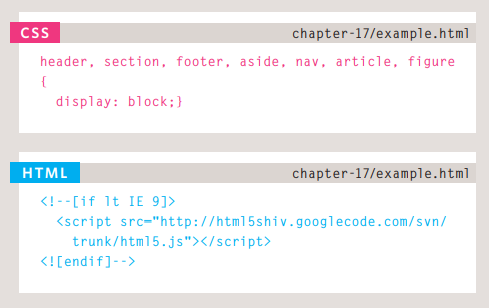 CSS
chapter-17/example.html
header, section, footer, aside, nav, article, figure
{
display: block;}
HTML
chapter-17/example.html
<!--[if lt IE 9]>
<script src="http://html5shiv.googlecode.com/svn/
trunk/html5.js"></script>
<![endif]-->